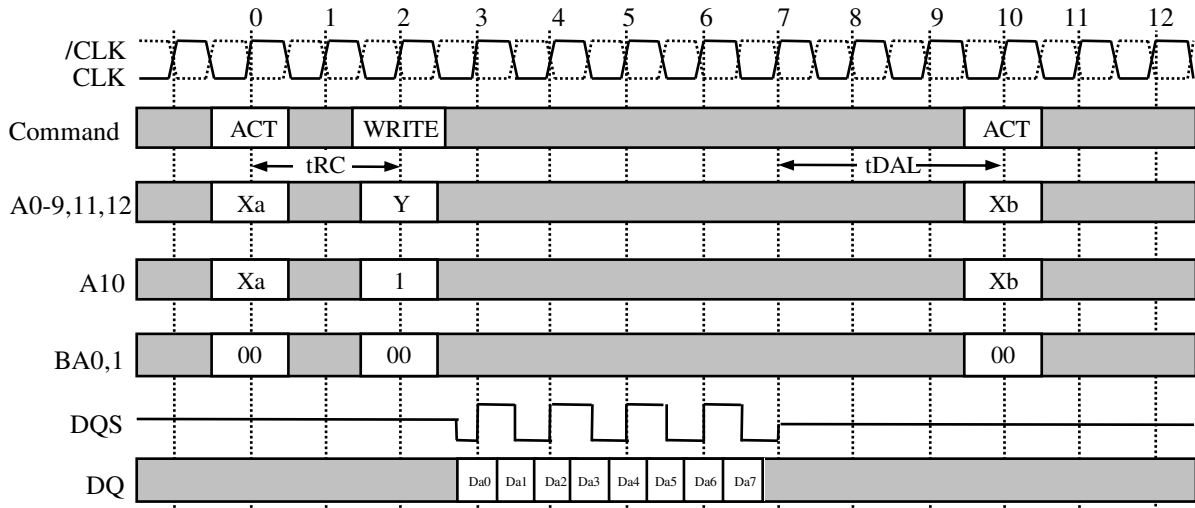 0 1 2 3 4 5 6 7 8 9 10 11 12
/CLK
CLK
Command ACT WRITE ACT
tRC tDAL
A0-9,11,12 Xa Y Xb
A10 Xa 1 Xb
BA0,1 00 00 00
DQS
DQ Da0 Da1 Da2 Da3 Da4 Da5 Da6 Da7